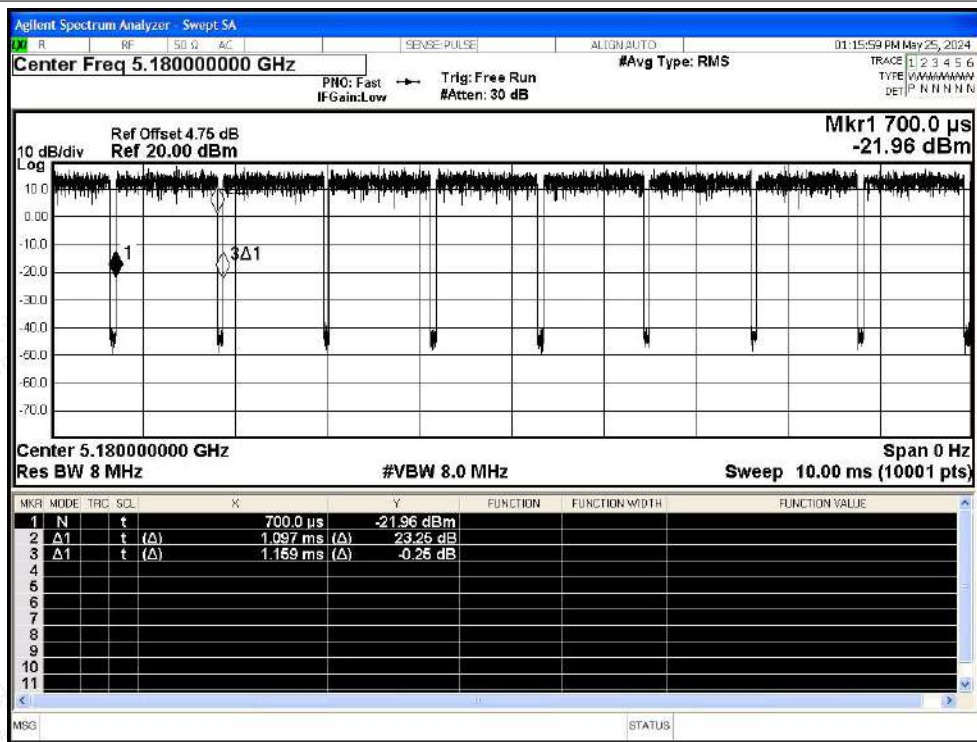 Agilent Spectrum Analyzer - Swept SA
LXI R RF 50 Ω AC SENSE:PULSE ALIGN AUTO 01:15:59 PM May 25, 2024
Center Freq 5.180000000 GHz #Avg Type: RMS TRACE 1 2 3 4 5 6
PNO: Fast Trig: Free Run TYPE
IFGain:Low #Atten: 30 dB DET P N N N N N
Mkr1 700.0 µs
Ref Offset 4.75 dB
10 dB/div Ref 20.00 dBm -21.96 dBm
Log
10.0
0.00
-10.0
1
3Δ1
-20.0
-30.0
-40.0
-50.0
-60.0
-70.0
Center 5.180000000 GHz Span 0 Hz
Res BW 8 MHz #VBW 8.0 MHz Sweep 10.00 ms (10001 pts)
MKR MODE TRC SCL X Y FUNCTION FUNCTION WIDTH FUNCTION VALUE
1 N t 700.0 µs -21.96 dBm
2 Δ1 t (Δ) 1.097 ms (Δ) 23.25 dB
3 Δ1 t (Δ) 1.159 ms (Δ) -0.25 dB
4
5
6
7
8
9
10
11
MSG STATUS